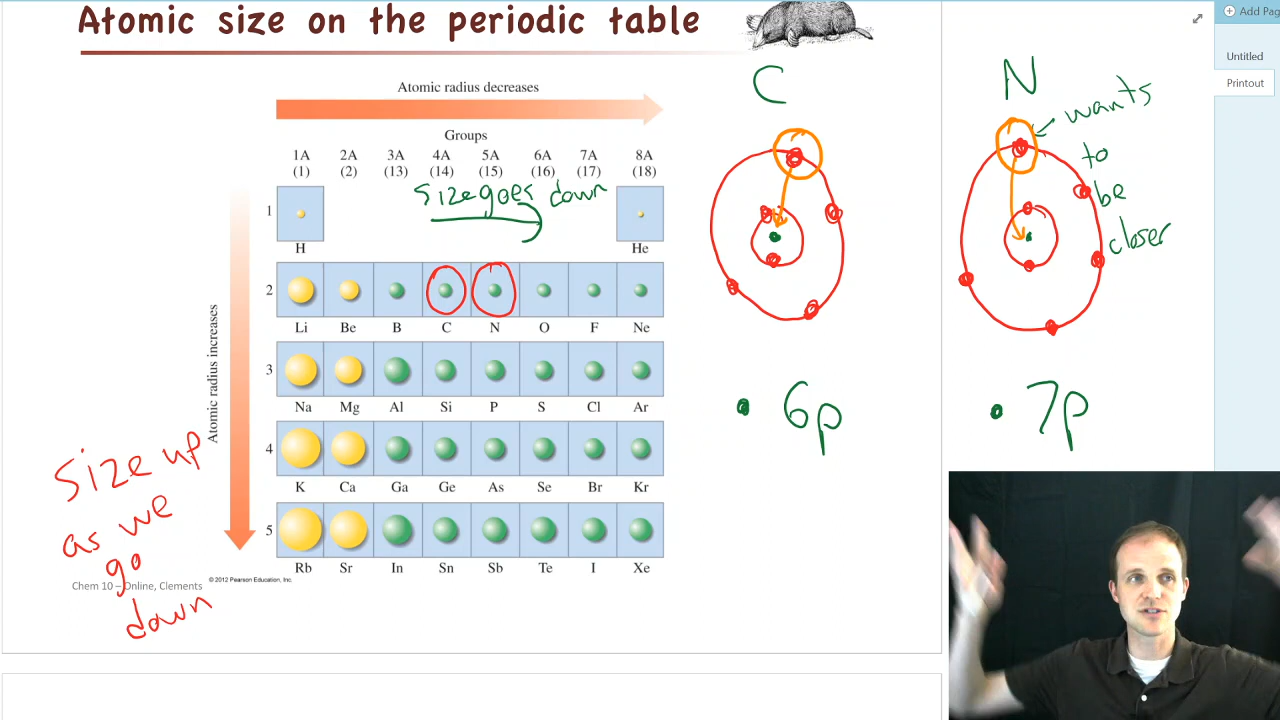 Atomic size on the periodic table
Add Pag
Untitled
Printout
Atomic radius decreases
Groups
1A 2A 3A 4A 5A 6A 7A 8A
(1) (2) (13) (14) (15) (16) (17) (18)
size goes down
1
H He
2
Li Be B C N O F Ne
Atomic radius increases
3
Na Mg Al Si P S Cl Ar
4
K Ca Ga Ge As Se Br Kr
5
Rb Sr In Sn Sb Te I Xe
© 2012 Pearson Education, Inc.
Chem 10 – Online, Clements
Size up
as we
go
down
C
6p
N
wants
to
be
closer
7p